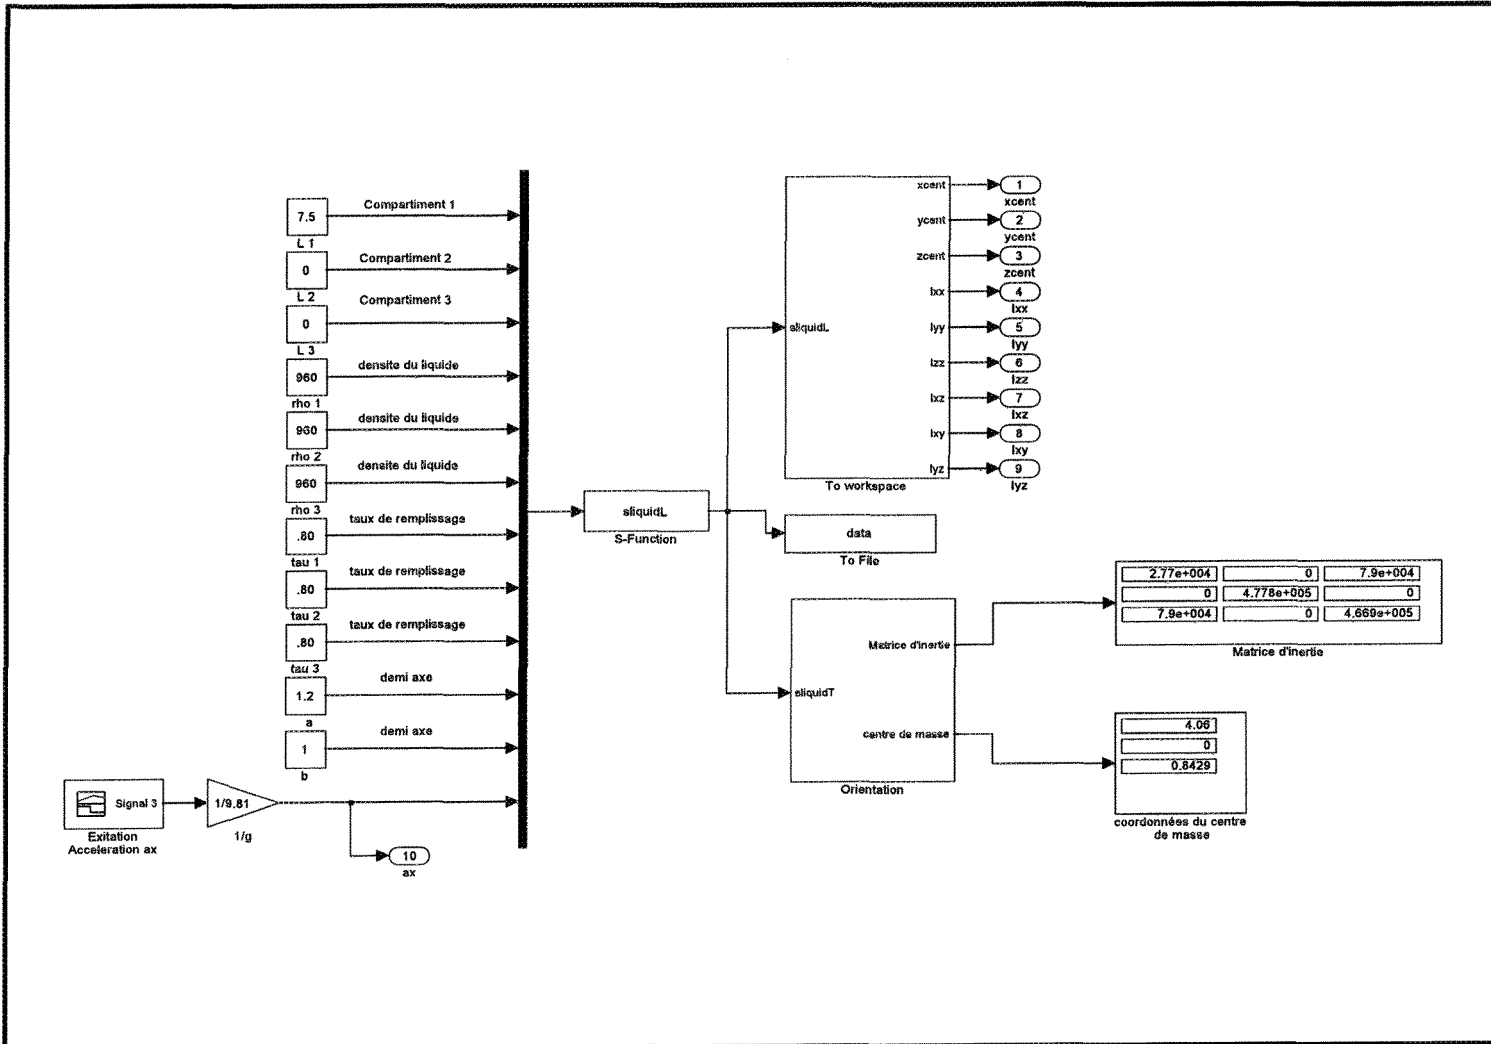 7.5
Compartiment 1
L 1
0
Compartiment 2
L 2
0
Compartiment 3
L 3
960
densite du liquide
rho 1
960
densite du liquide
rho 2
960
densite du liquide
rho 3
.80
taux de remplissage
tau 1
.80
taux de remplissage
tau 2
.80
taux de remplissage
tau 3
1.2
demi axe
a
1
demi axe
b
Signal 3
Exitation
Acceleration ax
1/9.81
1/g
10
ax
sliquidL
S-Function
sliquidL
xcent
ycent
zcent
Ixx
Iyy
Izz
Ixz
Ixy
Iyz
To workspace
1
xcent
2
ycent
3
zcent
4
Ixx
5
Iyy
6
Izz
7
Ixz
8
Ixy
9
Iyz
data
To File
sliquidT
Matrice d'inertie
centre de masse
Orientation
2.77e+004 0 7.9e+004
0 4.778e+005 0
7.9e+004 0 4.669e+005
Matrice d'inertie
4.06
0
0.8429
coordonnées du centre
de masse